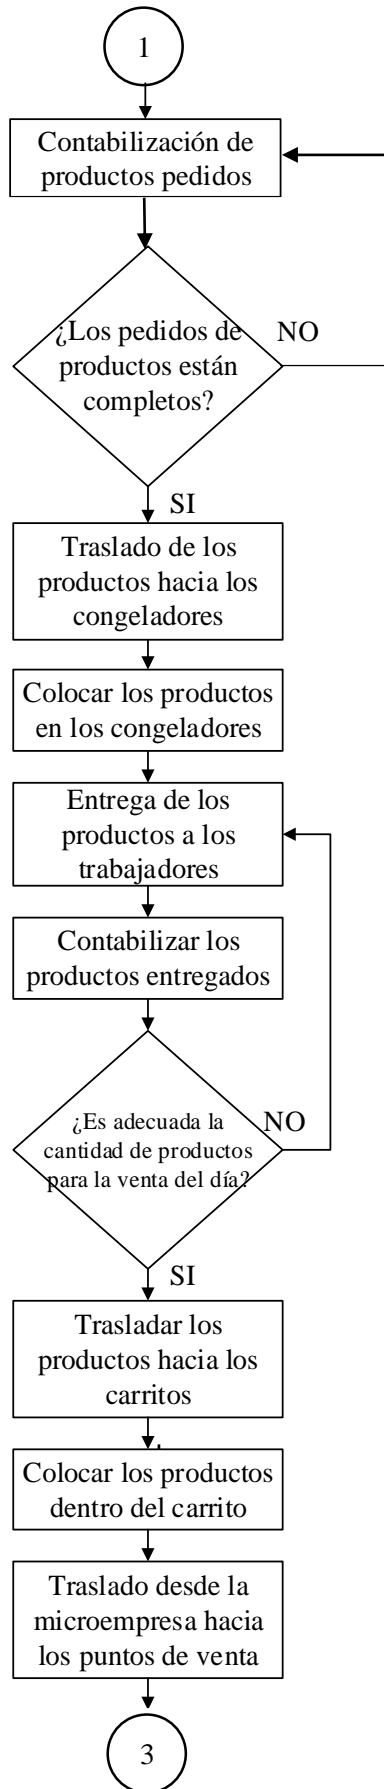 1
Contabilización de
productos pedidos
¿Los pedidos de
productos están
completos?
NO
SI
Traslado de los
productos hacia los
congeladores
Colocar los productos
en los congeladores
Entrega de los
productos a los
trabajadores
Contabilizar los
productos entregados
¿Es adecuada la
cantidad de productos
para la venta del día?
NO
SI
Trasladar los
productos hacia los
carritos
Colocar los productos
dentro del carrito
Traslado desde la
microempresa hacia
los puntos de venta
3